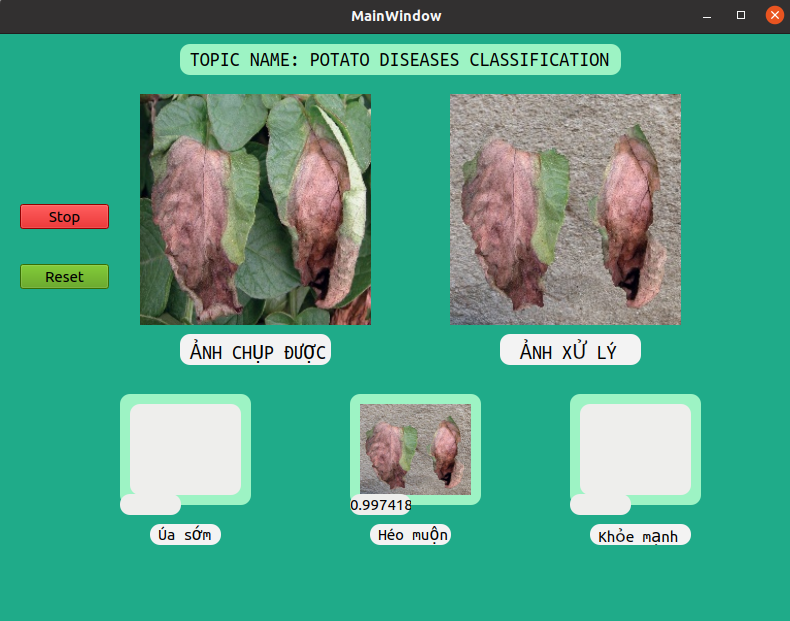 MainWindow
TOPIC NAME: POTATO DISEASES CLASSIFICATION
Stop
Reset
ẢNH CHỤP ĐƯỢC
ẢNH XỬ LÝ
0.997418
Úa sớm
Héo muộn
Khỏe mạnh